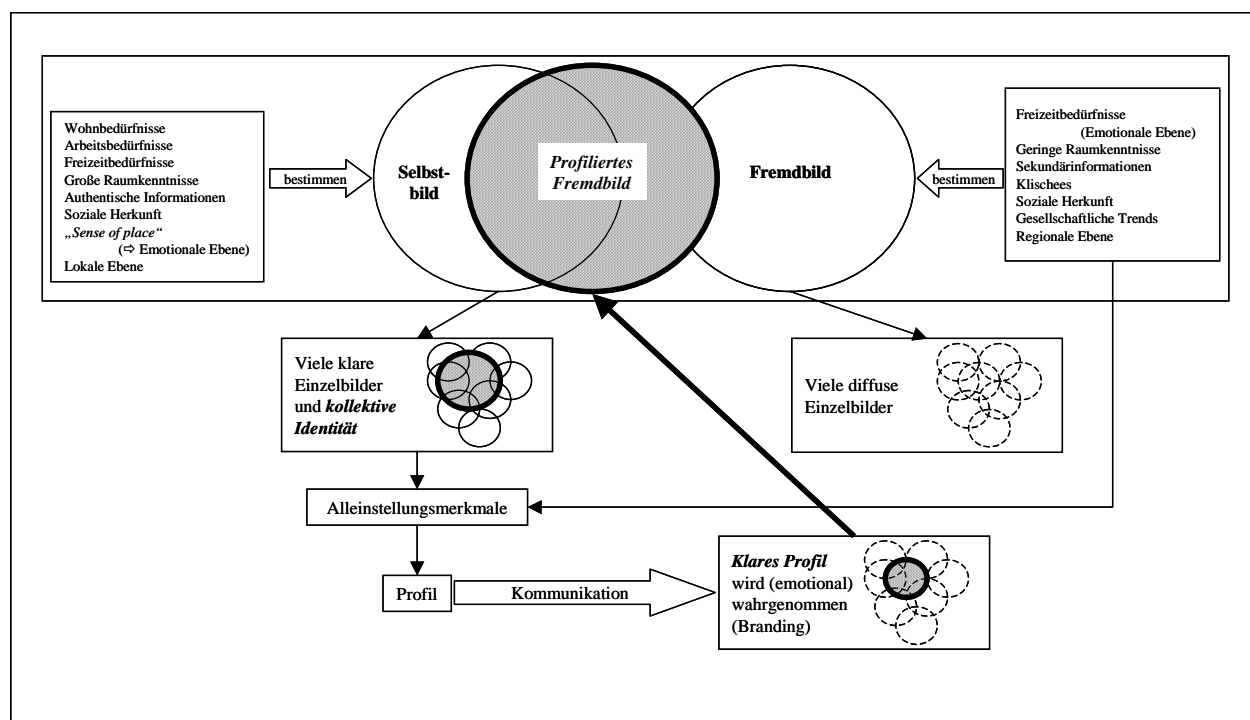 Wohnbedürfnisse
Arbeitsbedürfnisse
Freizeitbedürfnisse
Große Raumkenntnisse
Authentische Informationen
Soziale Herkunft
„Sense of place“
(⇨ Emotionale Ebene)
Lokale Ebene
bestimmen
Selbst-
bild
Profiliertes
Fremdbild
Fremdbild
bestimmen
Freizeitbedürfnisse
(Emotionale Ebene)
Geringe Raumkenntnisse
Sekundärinformationen
Klischees
Soziale Herkunft
Gesellschaftliche Trends
Regionale Ebene
Viele klare
Einzelbilder
und kollektive
Identität
Viele diffuse
Einzelbilder
Alleinstellungsmerkmale
Profil
Kommunikation
Klares Profil
wird (emotional)
wahrgenommen
(Branding)